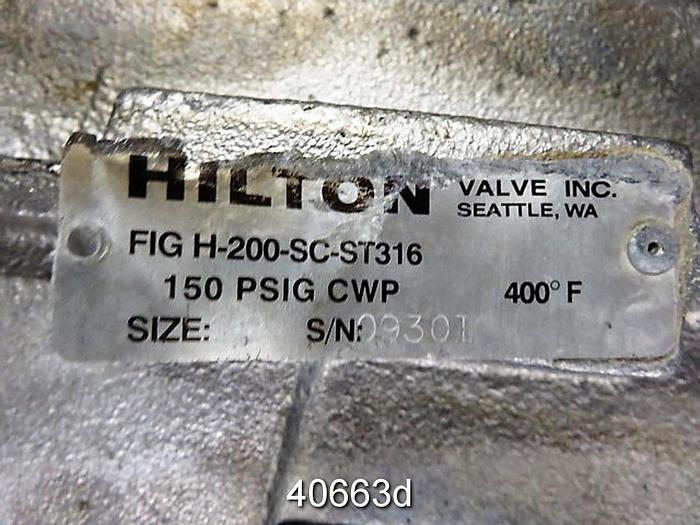 HILTON VALVE INC.
SEATTLE, WA
FIG H-200-SC-ST316
150 PSIG CWP 400° F
SIZE: S/N: 09301
40663d